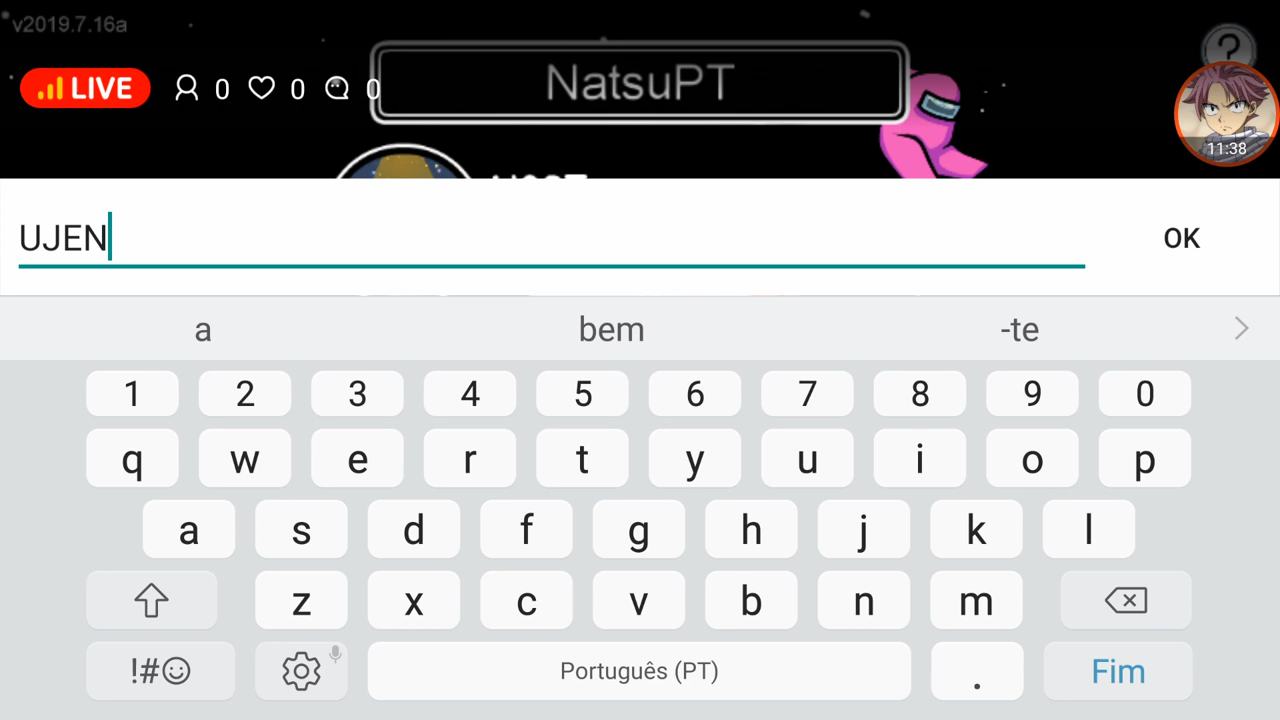 v2019.7.16a
?
NatsuPT
LIVE 0 0 0
11:38
UJEN
OK
a bem -te
1 2 3 4 5 6 7 8 9 0
q w e r t y u i o p
a s d f g h j k l
z x c v b n m
!#☺ Português (PT) . Fim